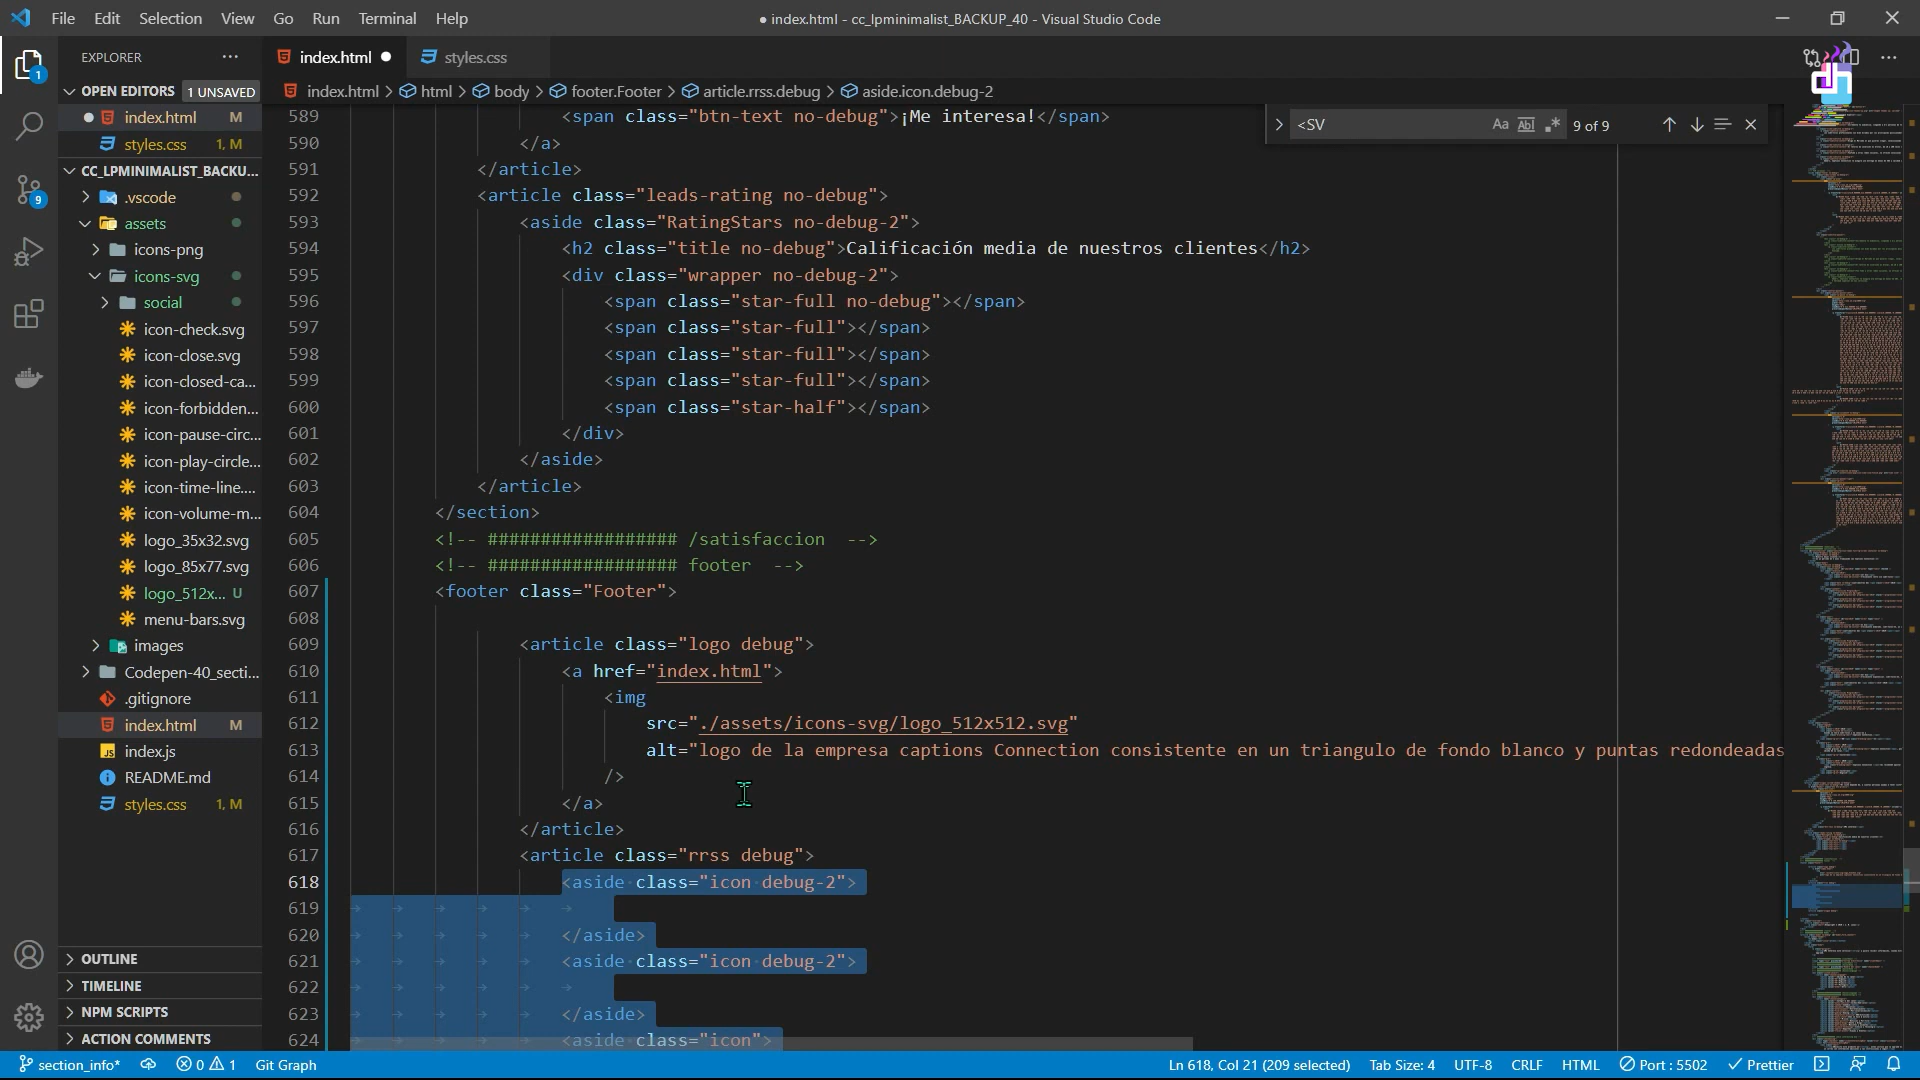 File Edit Selection View Go Run Terminal Help
● index.html - cc_lpminimalist_BACKUP_40 - Visual Studio Code
EXPLORER
index.html
styles.css
OPEN EDITORS 1 UNSAVED
index.html M
styles.css 1, M
CC_LPMINIMALIST_BACKU...
.vscode
assets
icons-png
icons-svg
social
icon-check.svg
icon-close.svg
icon-closed-ca...
icon-forbidden...
icon-pause-circ...
icon-play-circle...
icon-time-line....
icon-volume-m...
logo_35x32.svg
logo_85x77.svg
logo_512x... U
menu-bars.svg
images
Codepen-40_secti...
.gitignore
index.html M
index.js
README.md
styles.css 1, M
OUTLINE
TIMELINE
NPM SCRIPTS
ACTION COMMENTS
1
9
index.html > html > body > footer.Footer > article.rrss.debug > aside.icon.debug-2
<SV Aa Abl .* 9 of 9
dh
589 <span class="btn-text no-debug">¡Me interesa!</span>
590 </a>
591 </article>
592 <article class="leads-rating no-debug">
593 <aside class="RatingStars no-debug-2">
594 <h2 class="title no-debug">Calificación media de nuestros clientes</h2>
595 <div class="wrapper no-debug-2">
596 <span class="star-full no-debug"></span>
597 <span class="star-full"></span>
598 <span class="star-full"></span>
599 <span class="star-full"></span>
600 <span class="star-half"></span>
601 </div>
602 </aside>
603 </article>
604 </section>
605 <!-- ################## /satisfaccion -->
606 <!-- ################## footer -->
607 <footer class="Footer">
608
609 <article class="logo debug">
610 <a href="index.html">
611 <img
612 src="./assets/icons-svg/logo_512x512.svg"
613 alt="logo de la empresa captions Connection consistente en un triangulo de fondo blanco y puntas redondeadas
614 />
615 </a>
616 </article>
617 <article class="rrss debug">
618 <aside class="icon debug-2">
619
620 </aside>
621 <aside class="icon debug-2">
622
623 </aside>
624 <aside class="icon">
section_info* 0 1 Git Graph
Ln 618, Col 21 (209 selected) Tab Size: 4 UTF-8 CRLF HTML Port : 5502 Prettier